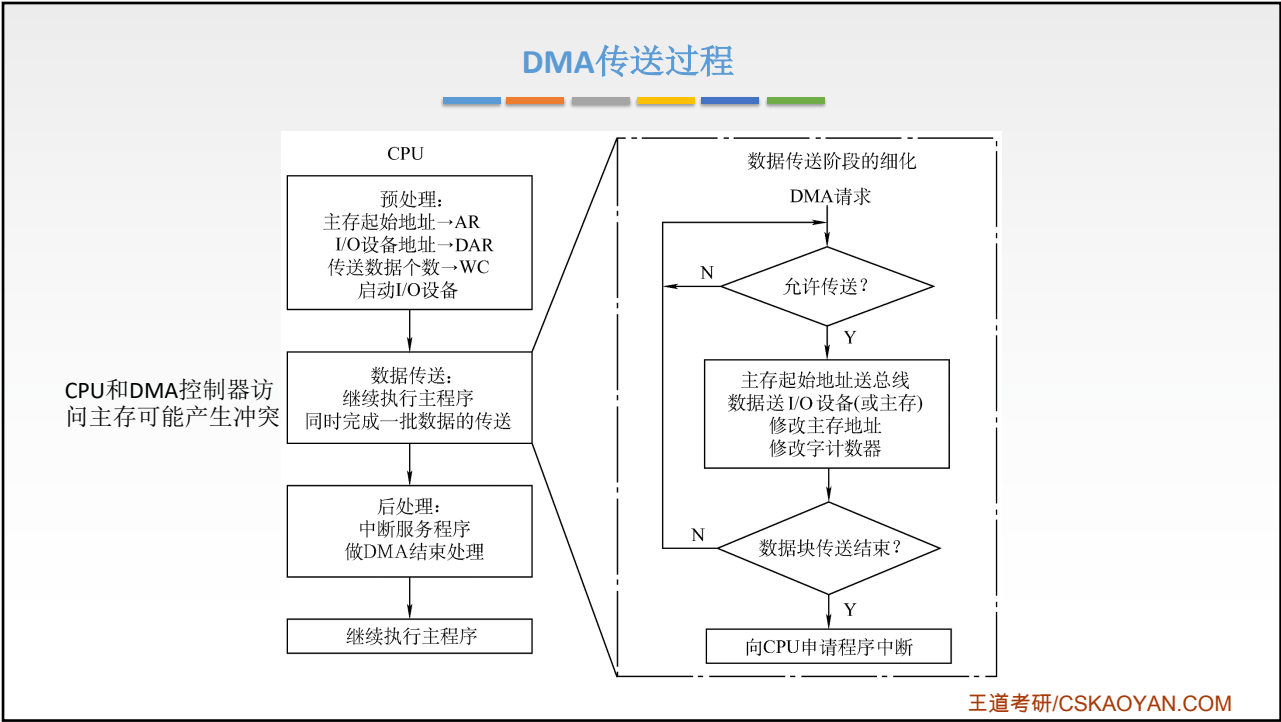 DMA传送过程
CPU
预处理：
主存起始地址→AR
I/O设备地址→DAR
传送数据个数→WC
启动I/O设备
CPU和DMA控制器访
问主存可能产生冲突
数据传送：
继续执行主程序
同时完成一批数据的传送
后处理：
中断服务程序
做DMA结束处理
继续执行主程序
数据传送阶段的细化
DMA请求
N
允许传送？
Y
主存起始地址送总线
数据送I/O设备(或主存)
修改主存地址
修改字计数器
N
数据块传送结束？
Y
向CPU申请程序中断
王道考研/CSKAOYAN.COM